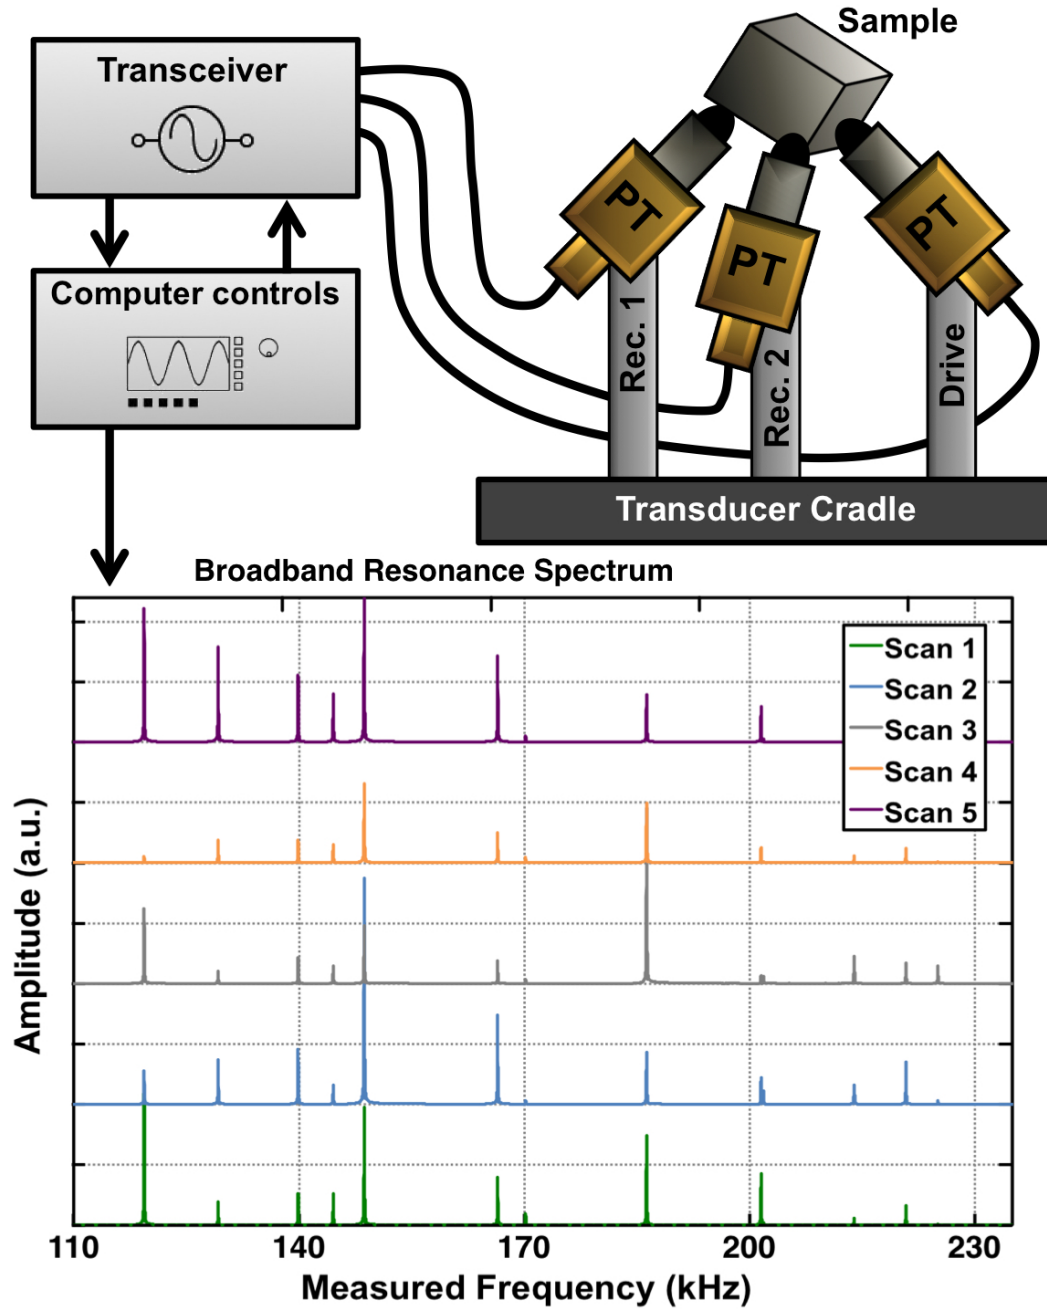 Sample
Transceiver
PT
PT
PT
Computer controls
Rec. 1
Rec. 2
Drive
Transducer Cradle
Broadband Resonance Spectrum
Scan 1
Scan 2
Scan 3
Scan 4
Scan 5
Amplitude (a.u.)
110 140 170 200 230
Measured Frequency (kHz)